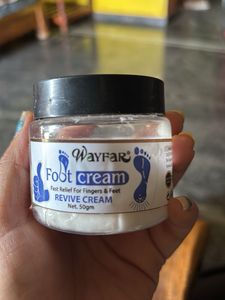 WAYFAR®
Foot cream
Fast Relief For Fingers & Feet
REVIVE CREAM
Net. 50gm